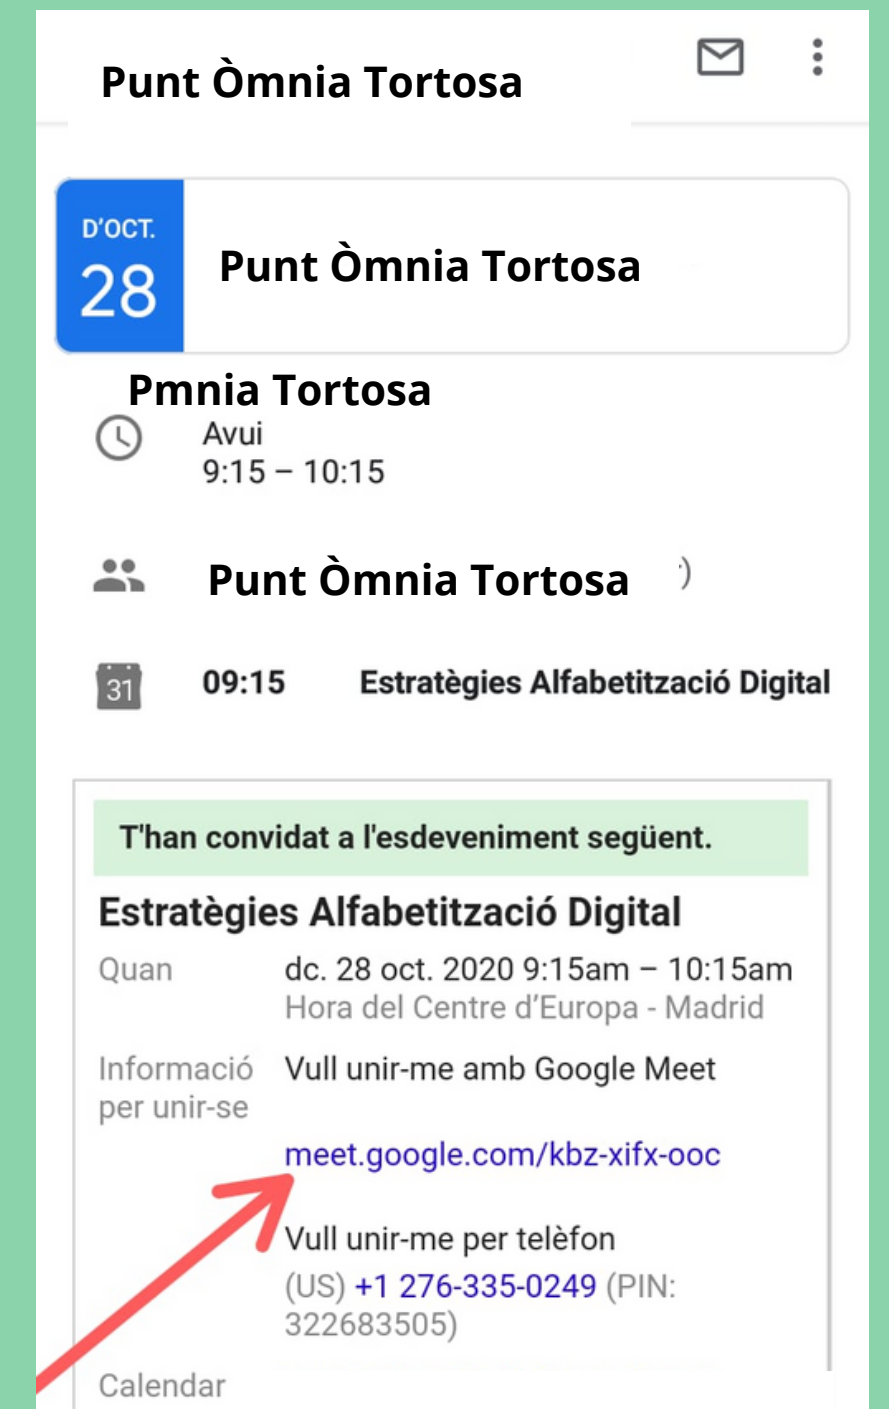 Punt Òmnia Tortosa
D'OCT.
28
Punt Òmnia Tortosa
Pmnia Tortosa
Avui
9:15 – 10:15
Punt Òmnia Tortosa )
31 09:15 Estratègies Alfabetització Digital
T'han convidat a l'esdeveniment següent.
Estratègies Alfabetització Digital
Quan dc. 28 oct. 2020 9:15am – 10:15am
Hora del Centre d'Europa - Madrid
Informació Vull unir-me amb Google Meet
per unir-se
meet.google.com/kbz-xifx-ooc
Vull unir-me per telèfon
(US) +1 276-335-0249 (PIN:
322683505)
Calendar